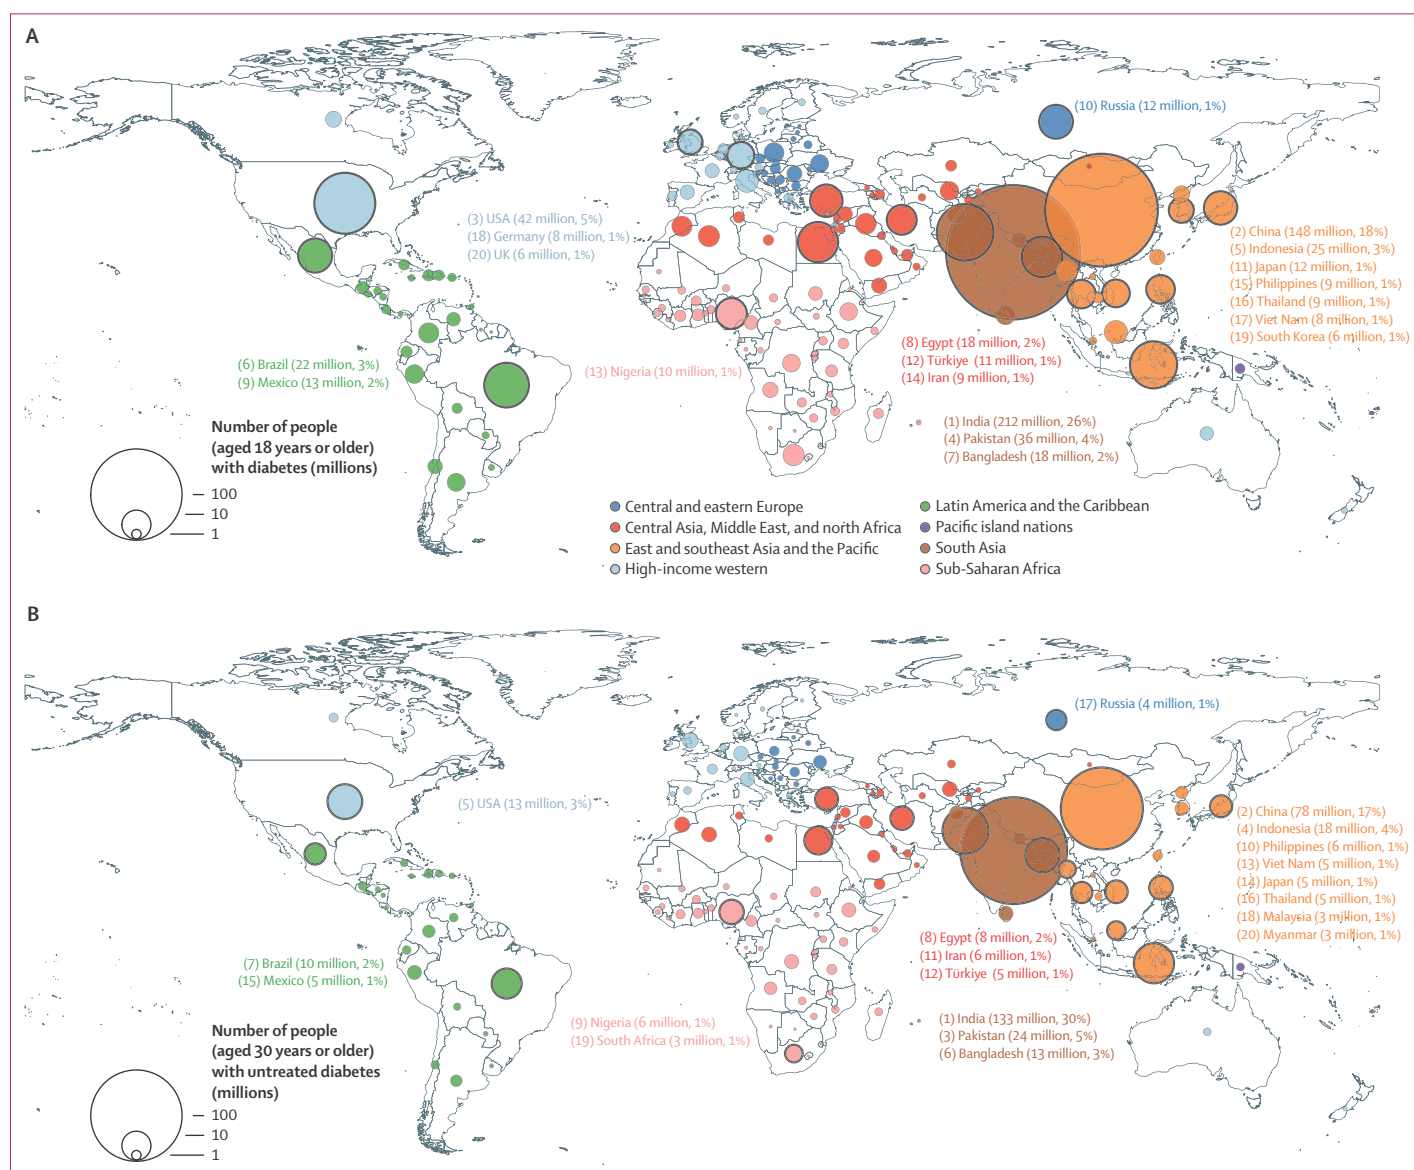 A
(10) Russia (12 million, 1%)
(3) USA (42 million, 5%)
(18) Germany (8 million, 1%)
(20) UK (6 million, 1%)
(2) China (148 million, 18%)
(5) Indonesia (25 million, 3%)
(11) Japan (12 million, 1%)
(15) Philippines (9 million, 1%)
(16) Thailand (9 million, 1%)
(17) Viet Nam (8 million, 1%)
(19) South Korea (6 million, 1%)
(6) Brazil (22 million, 3%)
(9) Mexico (13 million, 2%)
(13) Nigeria (10 million, 1%)
(8) Egypt (18 million, 2%)
(12) Türkiye (11 million, 1%)
(14) Iran (9 million, 1%)
(1) India (212 million, 26%)
(4) Pakistan (36 million, 4%)
(7) Bangladesh (18 million, 2%)
Number of people
(aged 18 years or older)
with diabetes (millions)
100
10
1
Central and eastern Europe
Central Asia, Middle East, and north Africa
East and southeast Asia and the Pacific
High-income western
Latin America and the Caribbean
Pacific island nations
South Asia
Sub-Saharan Africa
B
(17) Russia (4 million, 1%)
(5) USA (13 million, 3%)
(2) China (78 million, 17%)
(4) Indonesia (18 million, 4%)
(10) Philippines (6 million, 1%)
(13) Viet Nam (5 million, 1%)
(14) Japan (5 million, 1%)
(16) Thailand (5 million, 1%)
(18) Malaysia (3 million, 1%)
(20) Myanmar (3 million, 1%)
(7) Brazil (10 million, 2%)
(15) Mexico (5 million, 1%)
(8) Egypt (8 million, 2%)
(11) Iran (6 million, 1%)
(12) Türkiye (5 million, 1%)
(9) Nigeria (6 million, 1%)
(19) South Africa (3 million, 1%)
(1) India (133 million, 30%)
(3) Pakistan (24 million, 5%)
(6) Bangladesh (13 million, 3%)
Number of people
(aged 30 years or older)
with untreated diabetes
(millions)
100
10
1